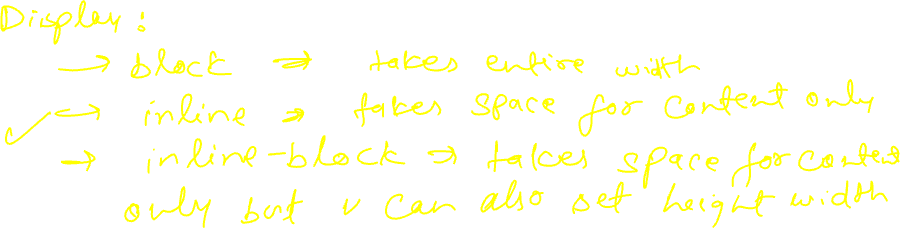 Display :
→ block → takes entire width
✓ → inline → takes space for content only
→ inline-block → takes space for content
only but u can also set height width